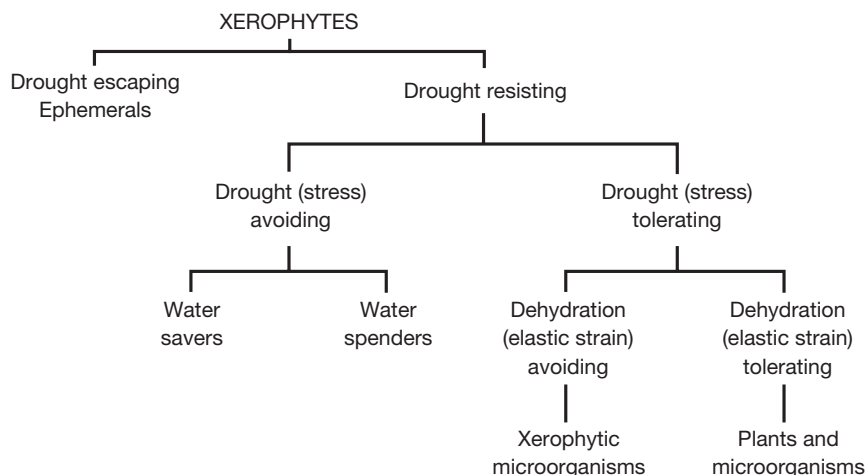 XEROPHYTES
Drought escaping
Ephemerals
Drought resisting
Drought (stress)
avoiding
Drought (stress)
tolerating
Water
savers
Water
spenders
Dehydration
(elastic strain)
avoiding
Dehydration
(elastic strain)
tolerating
Xerophytic
microorganisms
Plants and
microorganisms